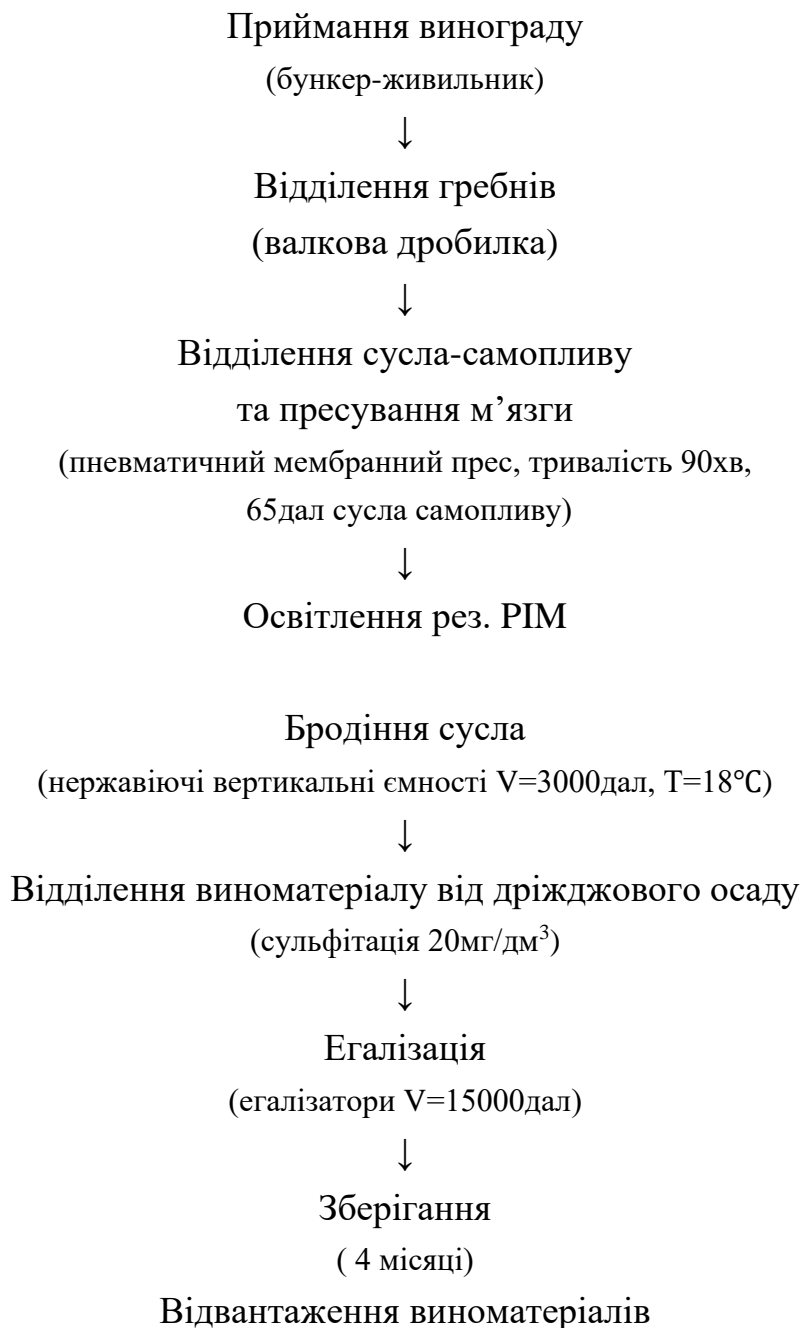 Приймання винограду
(бункер-живильник)
↓
Відділення гребнів
(валкова дробилка)
↓
Відділення сусла-самопливу
та пресування м’язги
(пневматичний мембранний прес, тривалість 90хв,
65дал сусла самопливу)
↓
Освітлення рез. РІМ
Бродіння сусла
(нержавіючі вертикальні ємності V=3000дал, Т=18℃)
↓
Відділення виноматеріалу від дріжджового осаду
(сульфітація 20мг/дм³)
↓
Егалізація
(егалізатори V=15000дал)
↓
Зберігання
( 4 місяці)
Відвантаження виноматеріалів